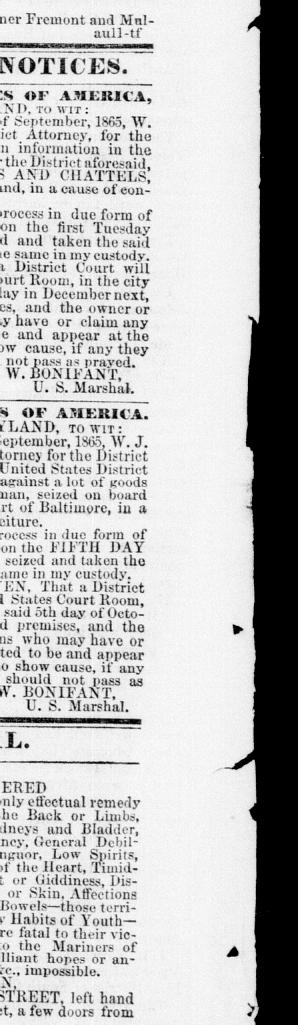 ner Fremont and Mul-
au11-tf
NOTICES.
S OF AMERICA,
ND, TO WIT:
f September, 1865, W.
ict Attorney, for the
n information in the
the District aforesaid,
S AND CHATTELS,
and, in a cause of con-
process in due form of
on the first Tuesday
d and taken the said
e same in my custody.
a District Court will
ourt Room, in the city
day in December next,
es, and the owner or
y have or claim any
e and appear at the
ow cause, if any they
not pass as prayed.
W. BONIFANT,
U. S. Marshal.
S OF AMERICA.
YLAND, TO WIT:
eptember, 1865, W. J.
torney for the District
United States District
against a lot of goods
man, seized on board
rt of Baltimore, in a
eiture.
rocess in due form of
on the FIFTH DAY
seized and taken the
ame in my custody.
EN, That a District
d States Court Room,
said 5th day of Octo-
d premises, and the
ns who may have or
ted to be and appear
o show cause, if any
should not pass as
W. BONIFANT,
U. S. Marshal.
L.
ERED
only effectual remedy
he Back or Limbs,
dneys and Bladder,
ncy, General Debil-
nguor, Low Spirits,
of the Heart, Timid-
t or Giddiness, Dis-
or Skin, Affections
Bowels—those terri-
y Habits of Youth—
re fatal to their vic-
o the Mariners of
lliant hopes or an-
&c., impossible.
N,
STREET, left hand
et, a few doors from